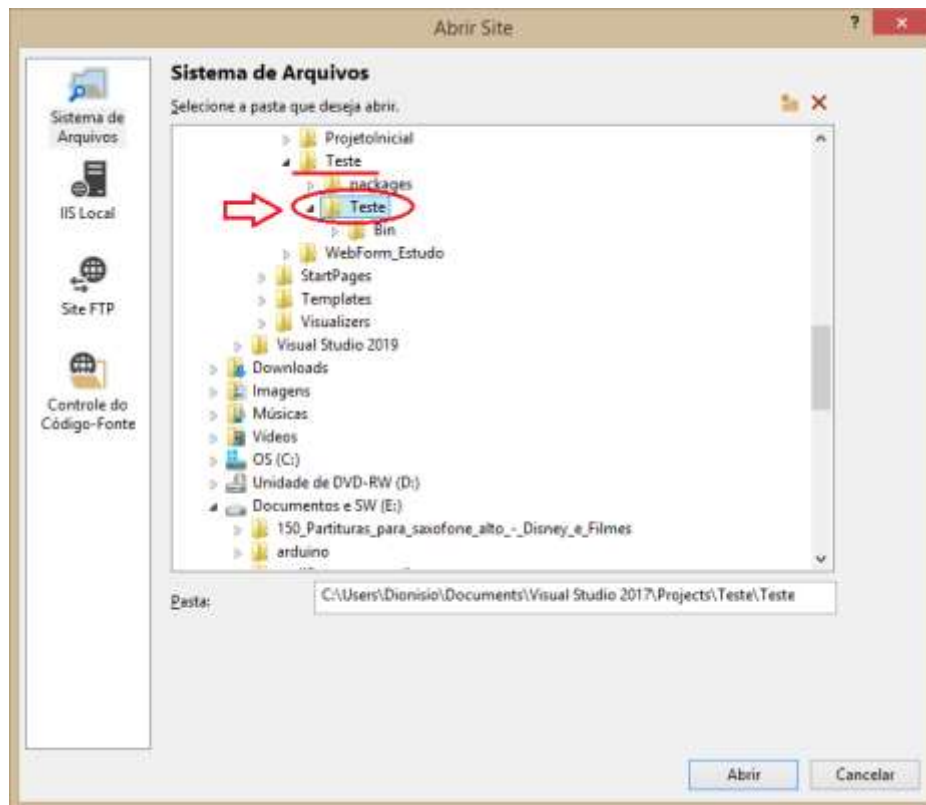 Abrir Site
?
Sistema de Arquivos
Selecione a pasta que deseja abrir.
Sistema de
Arquivos
IIS Local
Site FTP
Controle do
Código-Fonte
ProjetoInicial
Teste
packages
Teste
Bin
WebForm_Estudo
StartPages
Templates
Visualizers
Visual Studio 2019
Downloads
Imagens
Músicas
Vídeos
OS (C:)
Unidade de DVD-RW (D:)
Documentos e SW (E:)
150_Partituras_para_saxofone_alto_-_Disney_e_Filmes
arduino
Pasta:
C:\Users\Dionisio\Documents\Visual Studio 2017\Projects\Teste\Teste
Abrir
Cancelar